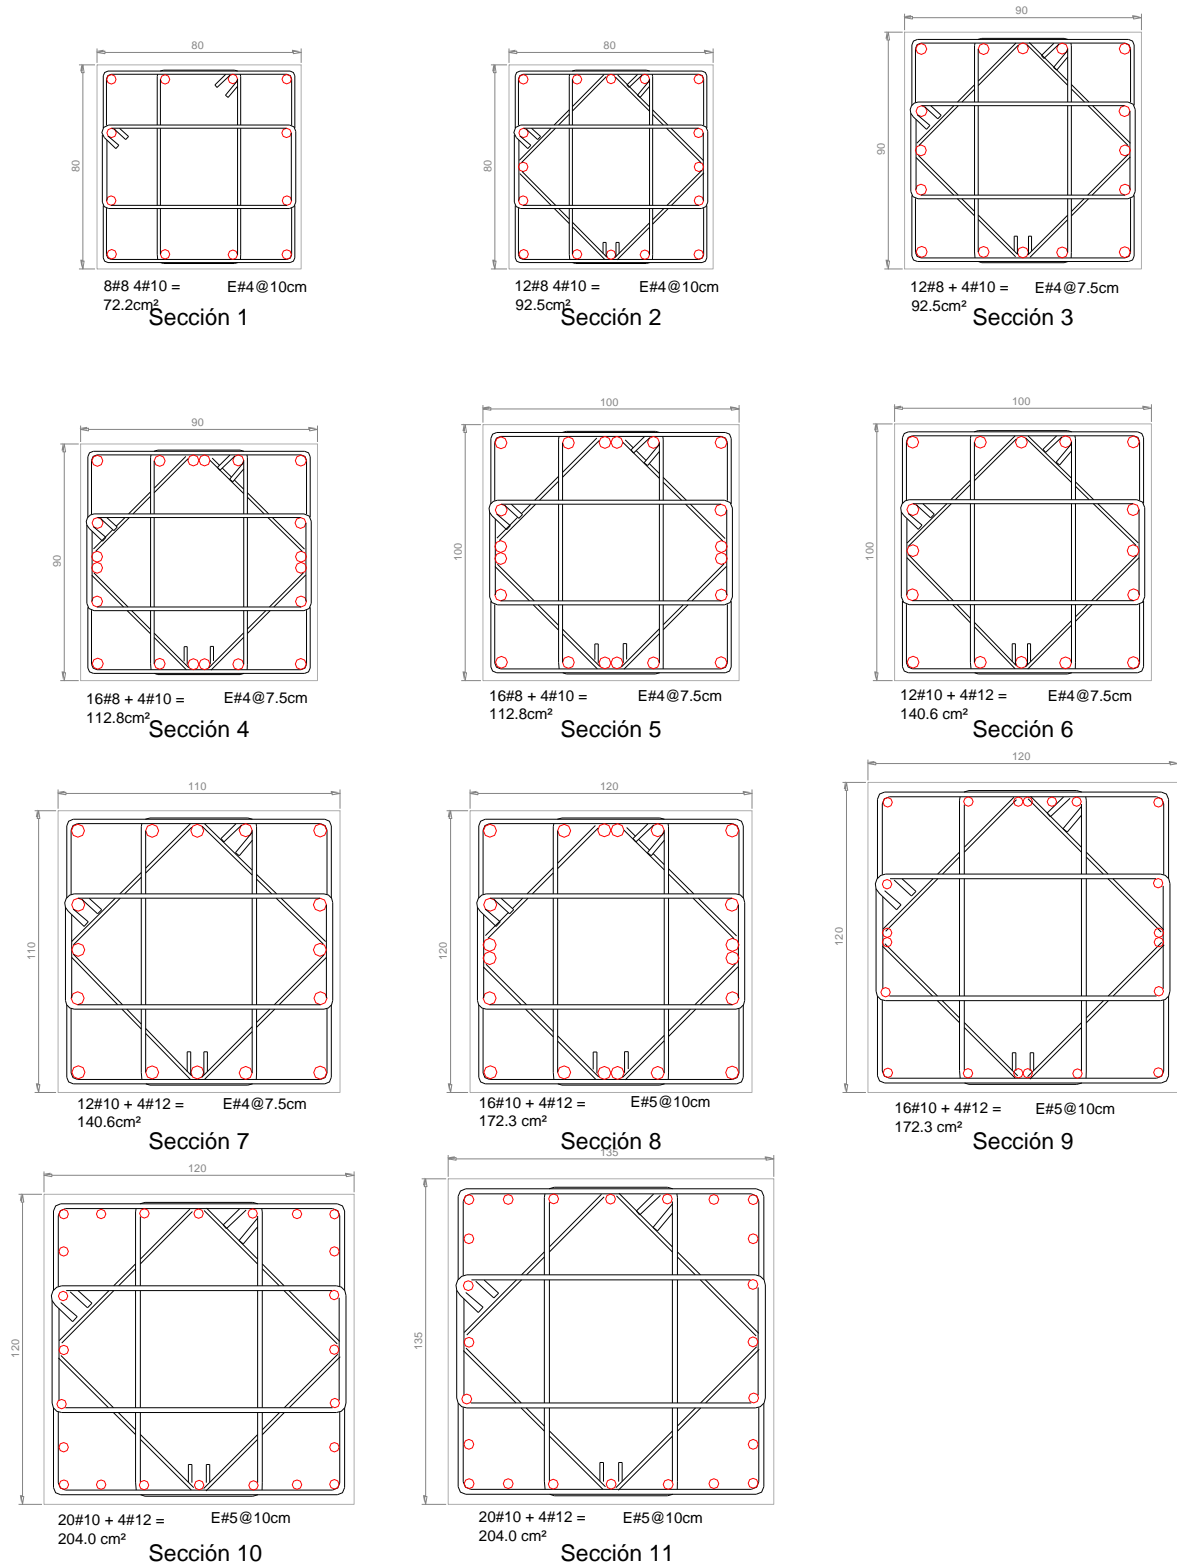 80
80
8#8 4#10 =
72.2cm²
E#4@10cm
Sección 1
80
80
12#8 4#10 =
92.5cm²
E#4@10cm
Sección 2
90
90
12#8 + 4#10 =
92.5cm²
E#4@7.5cm
Sección 3
90
90
16#8 + 4#10 =
112.8cm²
E#4@7.5cm
Sección 4
100
100
16#8 + 4#10 =
112.8cm²
E#4@7.5cm
Sección 5
100
100
12#10 + 4#12 =
140.6 cm²
E#4@7.5cm
Sección 6
110
110
12#10 + 4#12 =
140.6cm²
E#4@7.5cm
Sección 7
120
120
16#10 + 4#12 =
172.3 cm²
E#5@10cm
Sección 8
120
120
16#10 + 4#12 =
172.3 cm²
E#5@10cm
Sección 9
120
120
20#10 + 4#12 =
204.0 cm²
E#5@10cm
Sección 10
135
135
20#10 + 4#12 =
204.0 cm²
E#5@10cm
Sección 11